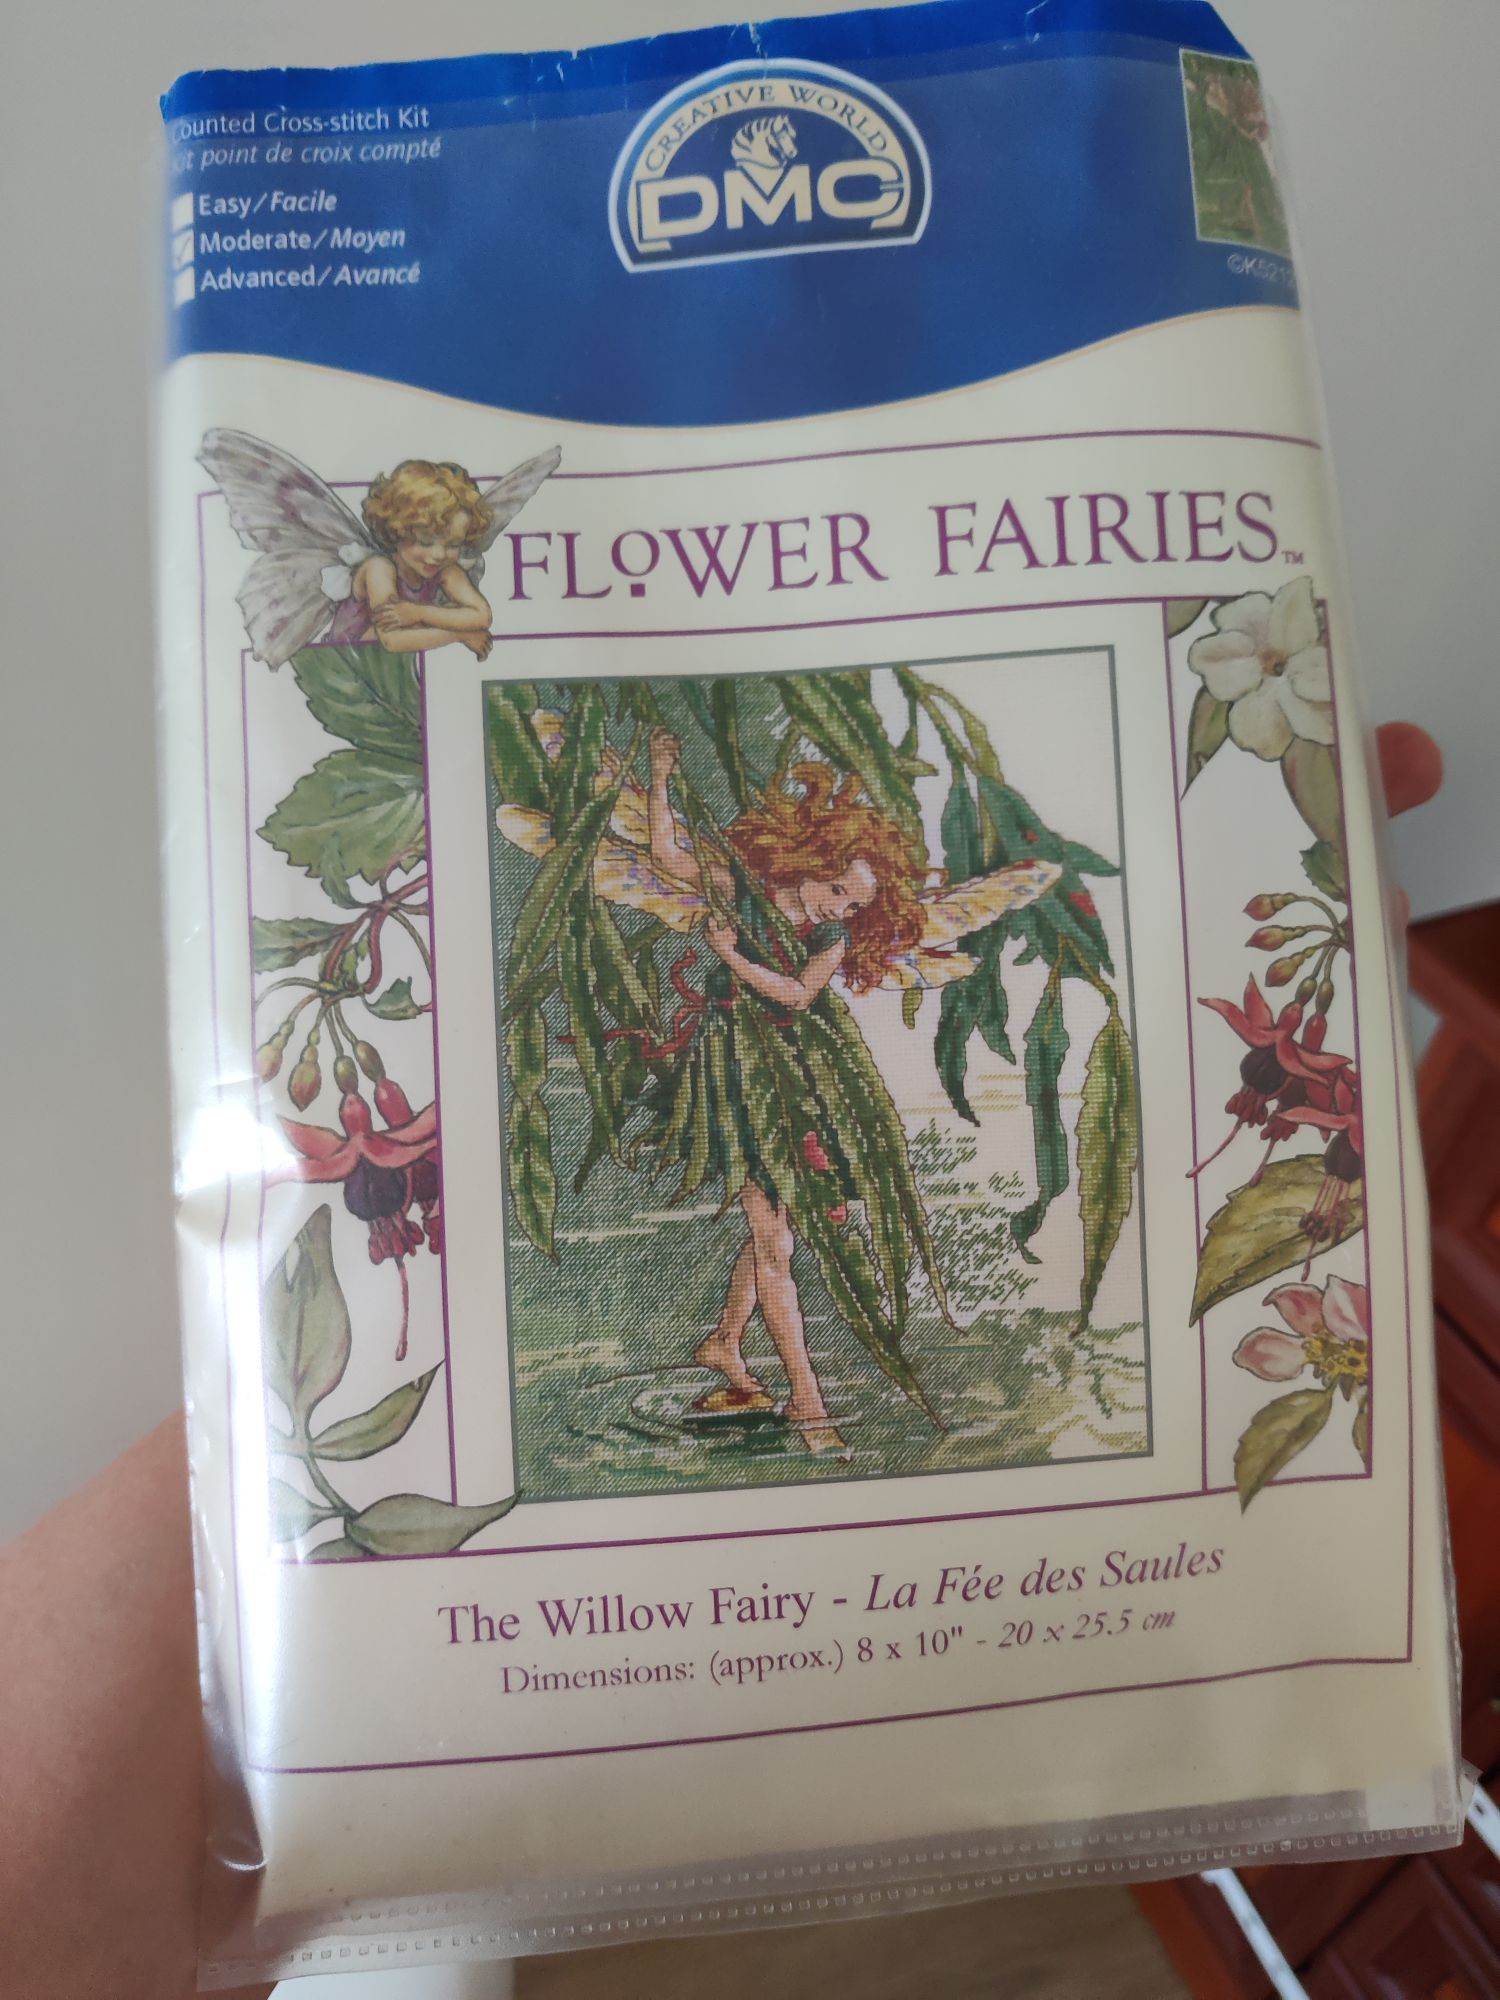 Counted Cross-stitch Kit
point de croix compté
Easy/Facile
Moderate/Moyen
Advanced/Avancé
CREATIVE WORLD
DMC
FLOWER FAIRIES™
The Willow Fairy - La Fée des Saules
Dimensions: (approx.) 8 x 10" - 20 x 25.5 cm